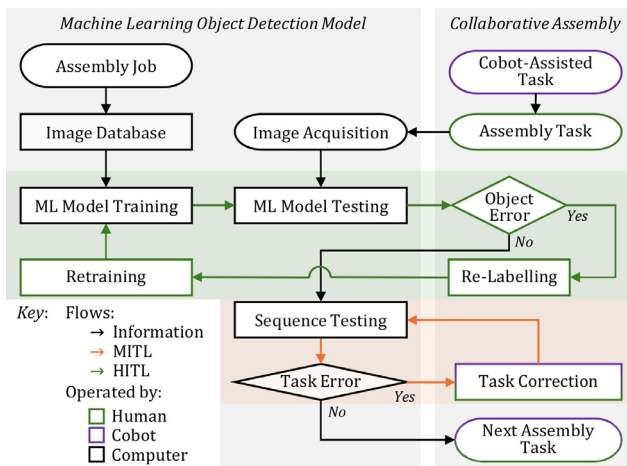 Machine Learning Object Detection Model
Collaborative Assembly
Assembly Job
Cobot-Assisted
Task
Image Database
Image Acquisition
Assembly Task
ML Model Training
ML Model Testing
Object
Error
Yes
No
Retraining
Re-Labelling
Key: Flows:
Information
MITL
HITL
Operated by:
Human
Cobot
Computer
Sequence Testing
Task Error
Yes
Task Correction
No
Next Assembly
Task